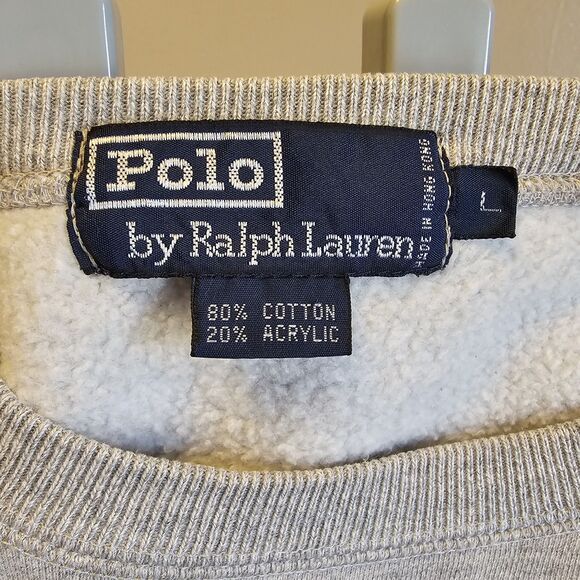 Polo
by Ralph Lauren
MADE IN HONG KONG
L
80% COTTON
20% ACRYLIC